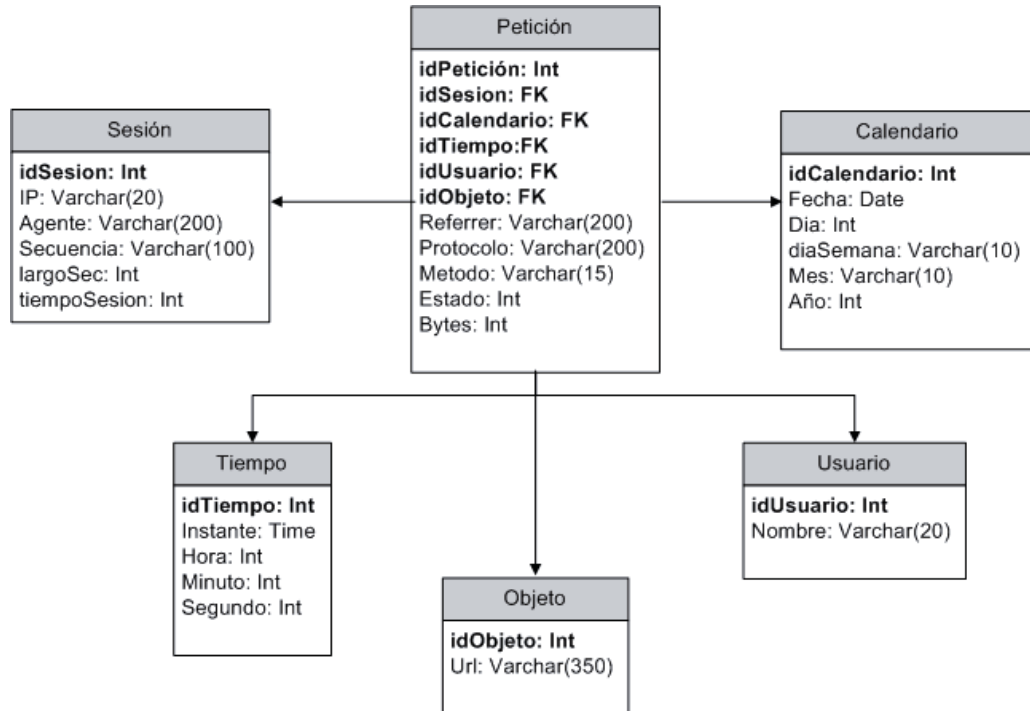 Petición
idPetición: Int
idSesion: FK
idCalendario: FK
idTiempo:FK
idUsuario: FK
idObjeto: FK
Referrer: Varchar(200)
Protocolo: Varchar(200)
Metodo: Varchar(15)
Estado: Int
Bytes: Int
Sesión
idSesion: Int
IP: Varchar(20)
Agente: Varchar(200)
Secuencia: Varchar(100)
largoSec: Int
tiempoSesion: Int
Calendario
idCalendario: Int
Fecha: Date
Dia: Int
diaSemana: Varchar(10)
Mes: Varchar(10)
Año: Int
Tiempo
idTiempo: Int
Instante: Time
Hora: Int
Minuto: Int
Segundo: Int
Objeto
idObjeto: Int
Url: Varchar(350)
Usuario
idUsuario: Int
Nombre: Varchar(20)